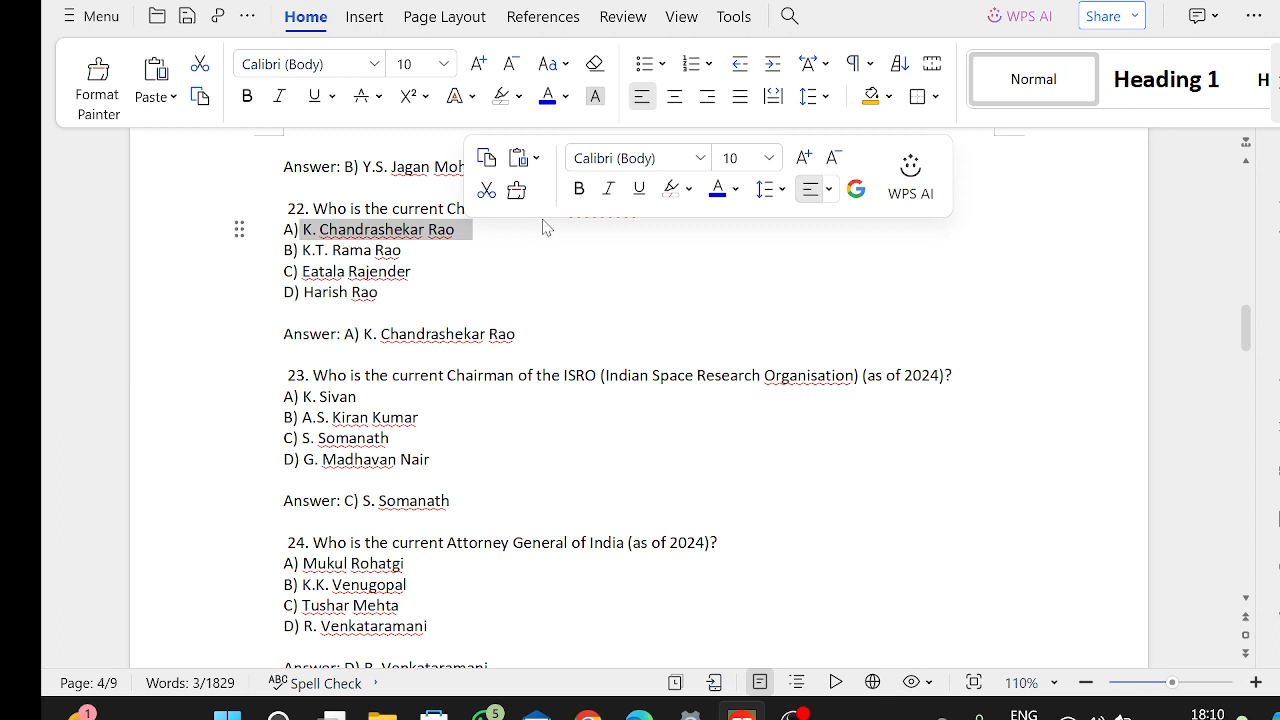 Menu Home Insert Page Layout References Review View Tools WPS AI Share
Format Painter Paste Calibri (Body) 10 Normal Heading 1 H
Calibri (Body) 10 WPS AI
Answer: B) Y.S. Jagan Moh
22. Who is the current Ch
A) K. Chandrashekar Rao
B) K.T. Rama Rao
C) Eatala Rajender
D) Harish Rao
Answer: A) K. Chandrashekar Rao
23. Who is the current Chairman of the ISRO (Indian Space Research Organisation) (as of 2024)?
A) K. Sivan
B) A.S. Kiran Kumar
C) S. Somanath
D) G. Madhavan Nair
Answer: C) S. Somanath
24. Who is the current Attorney General of India (as of 2024)?
A) Mukul Rohatgi
B) K.K. Venugopal
C) Tushar Mehta
D) R. Venkataramani
Answer: D) R. Venkataramani
Page: 4/9 Words: 3/1829 Spell Check 110%
1 5 ENG 18:10